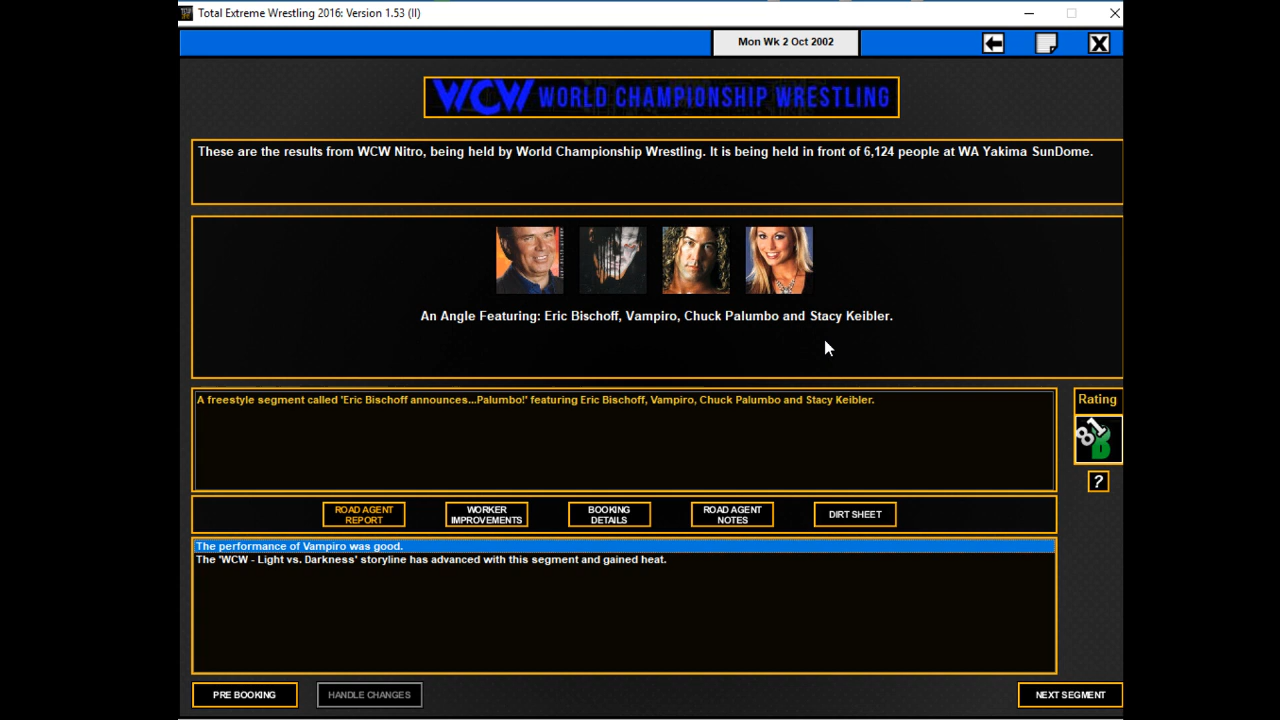 Total Extreme Wrestling 2016: Version 1.53 (II)
Mon Wk 2 Oct 2002
WCW WORLD CHAMPIONSHIP WRESTLING
These are the results from WCW Nitro, being held by World Championship Wrestling. It is being held in front of 6,124 people at WA Yakima SunDome.
An Angle Featuring: Eric Bischoff, Vampiro, Chuck Palumbo and Stacy Keibler.
A freestyle segment called 'Eric Bischoff announces...Palumbo!' featuring Eric Bischoff, Vampiro, Chuck Palumbo and Stacy Keibler.
Rating
81
B
?
ROAD AGENT
REPORT
WORKER
IMPROVEMENTS
BOOKING
DETAILS
ROAD AGENT
NOTES
DIRT SHEET
The performance of Vampiro was good.
The 'WCW - Light vs. Darkness' storyline has advanced with this segment and gained heat.
PRE BOOKING
HANDLE CHANGES
NEXT SEGMENT